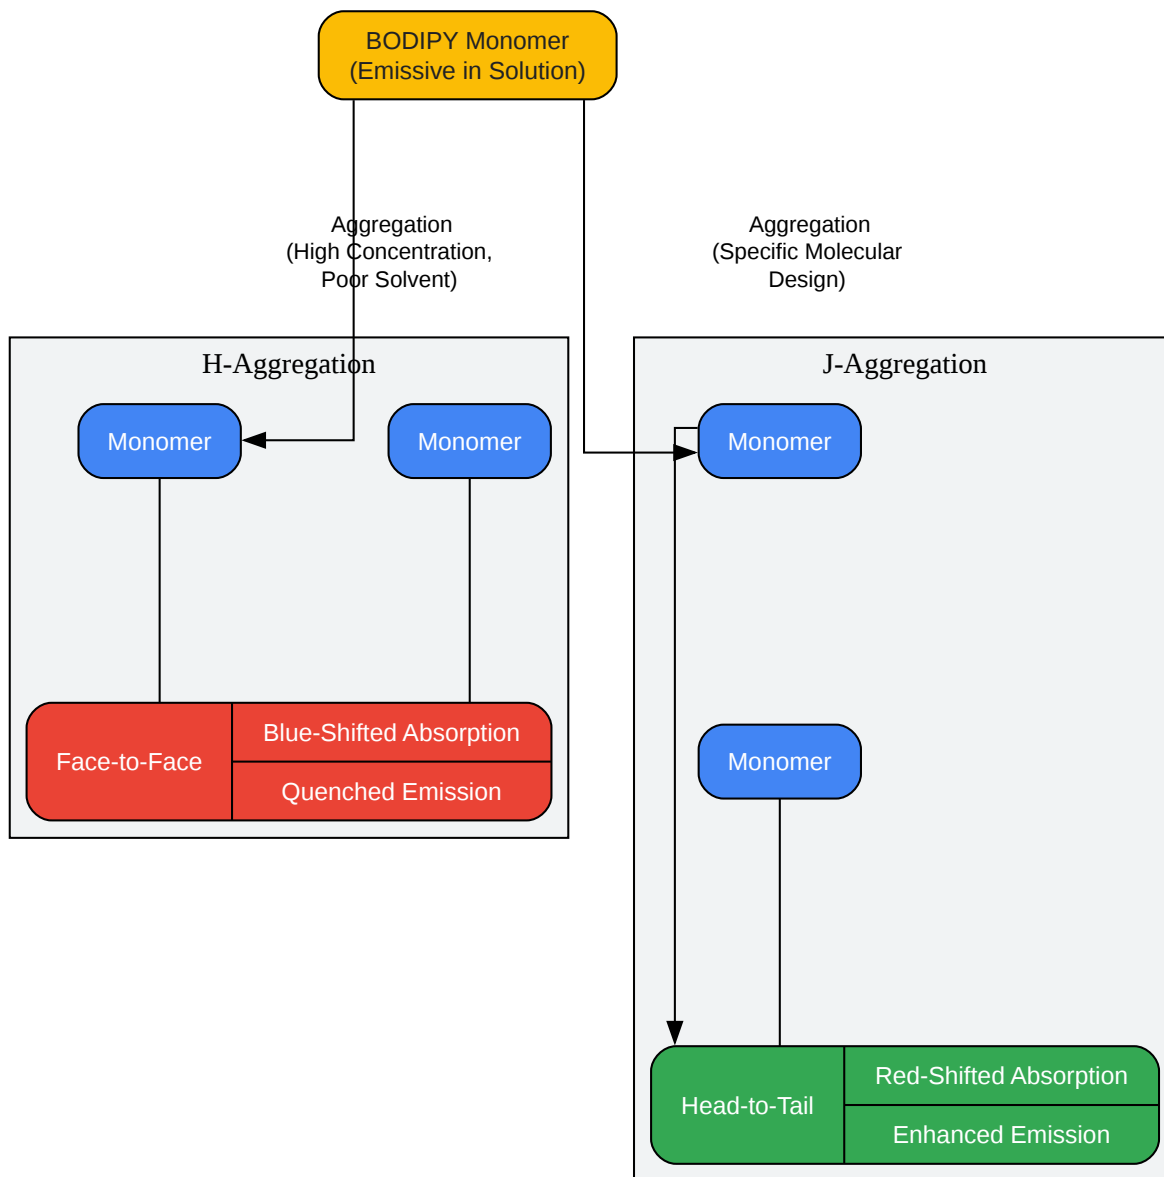 BODIPY Monomer
(Emissive in Solution)
Aggregation
(High Concentration,
Poor Solvent)
Aggregation
(Specific Molecular
Design)
H-Aggregation
Monomer
Monomer
Face-to-Face
Blue-Shifted Absorption
Quenched Emission
J-Aggregation
Monomer
Monomer
Head-to-Tail
Red-Shifted Absorption
Enhanced Emission